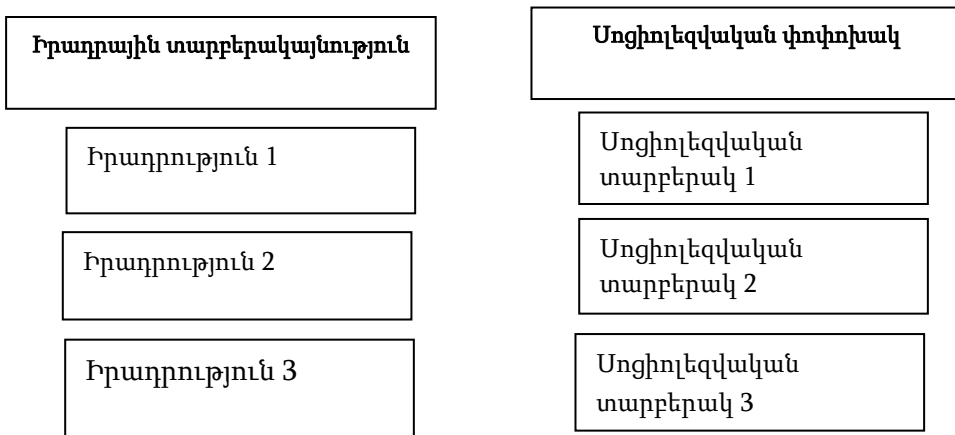 Իրադրային տարբերակայնություն
Իրադրություն 1
Իրադրություն 2
Իրադրություն 3
Սոցիոլեզվական փոփոխակ
Սոցիոլեզվական
տարբերակ 1
Սոցիոլեզվական
տարբերակ 2
Սոցիոլեզվական
տարբերակ 3